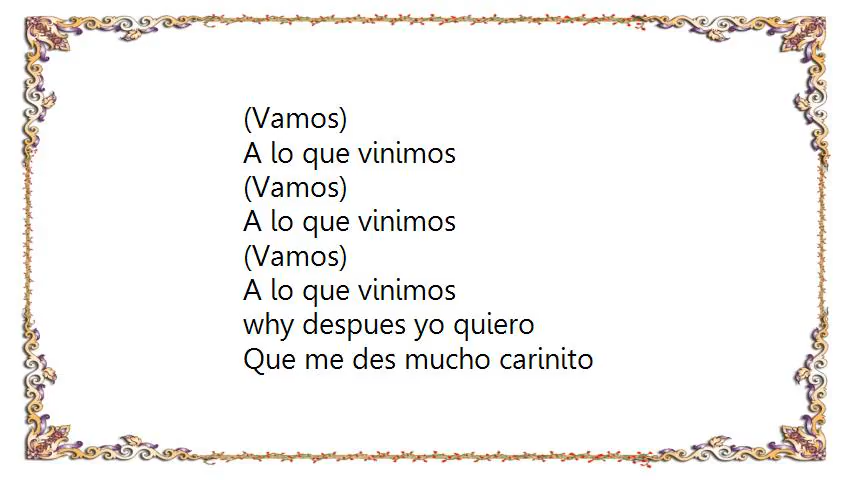 (Vamos)
A lo que vinimos
(Vamos)
A lo que vinimos
(Vamos)
A lo que vinimos
why despues yo quiero
Que me des mucho carinito